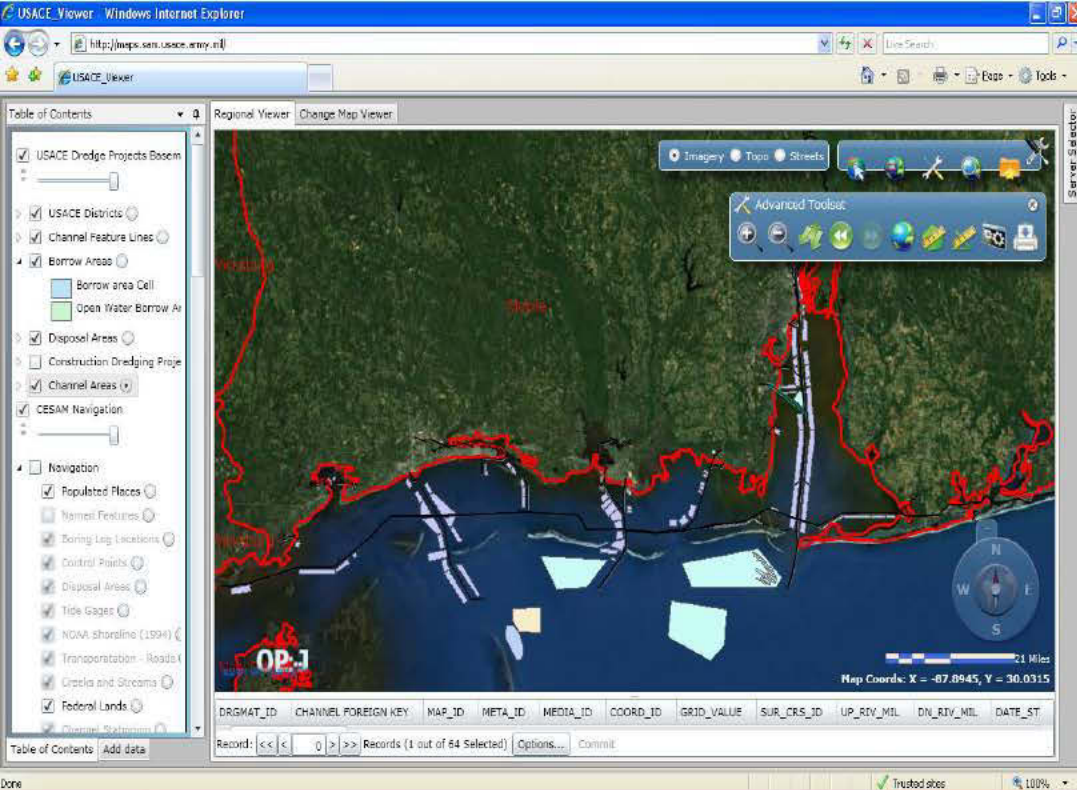 USACE_Viewer - Windows Internet Explorer
http://maps.sam.usace.army.mil/
Live Search
USACE_Viewer
Page
Tools
Table of Contents
Regional Viewer
Change Map Viewer
Server Selector
USACE Dredge Projects Basem
USACE Districts
Channel Feature Lines
Borrow Areas
Borrow area Cell
Open Water Borrow Ar
Disposal Areas
Construction Dredging Proje
Channel Areas
CESAM Navigation
Navigation
Populated Places
Named Features
Boring Log Locations
Control Points
Disposal Areas
Tide Gages
NOAA Shoreline (1994)
Transportation - Roads
Creeks and Streams
Federal Lands
Channel Stationing
Table of Contents
Add data
Imagery
Topo
Streets
Advanced Toolset
Mobile
N
W
E
S
OP:J
21 Miles
Map Coords: X = -87.8945, Y = 30.0315
DRGMAT_ID CHANNEL FOREIGN KEY MAP_ID META_ID MEDIA_ID COORD_ID GRID_VALUE SUR_CRS_ID UP_RIV_MIL DN_RIV_MIL DATE_ST
Record: << < 0 > >> Records (1 out of 64 Selected) Options... Commit
Done
Trusted sites
100%